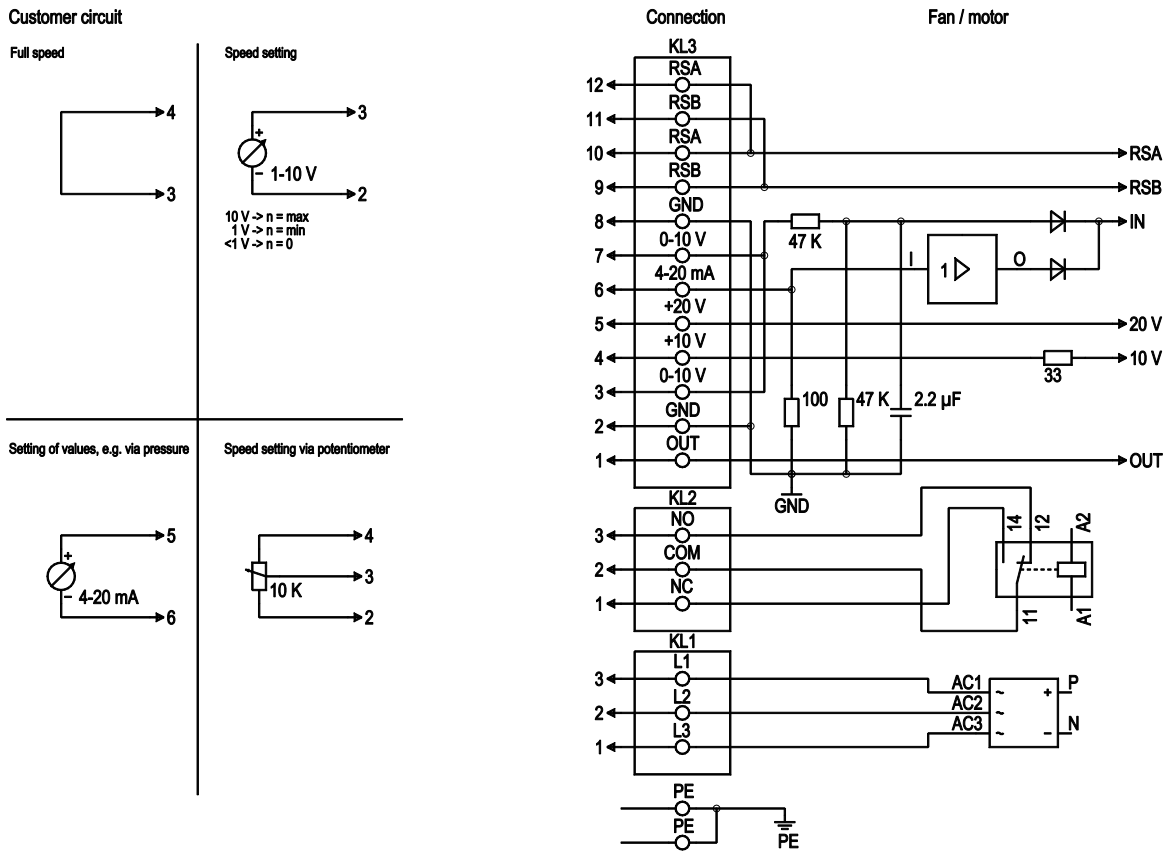 Customer circuit
Connection
Fan / motor
Full speed
4
3
Speed setting
3
+
1-10 V
−
2
10 V -> n = max
1 V -> n = min
<1 V -> n = 0
Setting of values, e.g. via pressure
5
+
4-20 mA
−
6
Speed setting via potentiometer
4
3
10 K
2
KL3
RSA
12
RSB
11
RSA
10
RSA
RSB
9
RSB
GND
8
47 K
IN
0-10 V
7
I
1
O
4-20 mA
6
+20 V
5
20 V
+10 V
4
33
10 V
0-10 V
3
100
47 K
2.2 µF
GND
2
OUT
1
OUT
GND
KL2
NO
3
COM
2
NC
1
14
12
A2
11
A1
KL1
L1
3
L2
2
L3
1
AC1
~
+
P
AC2
~
AC3
~
−
N
PE
PE
PE